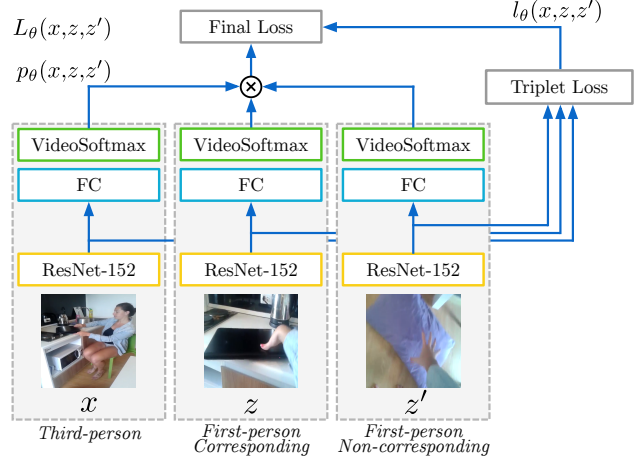 L_θ(x,z,z′)
Final Loss
l_θ(x,z,z′)
p_θ(x,z,z′)
Triplet Loss
VideoSoftmax
VideoSoftmax
VideoSoftmax
FC
FC
FC
ResNet-152
ResNet-152
ResNet-152
x
z
z′
Third-person
First-person
Corresponding
First-person
Non-corresponding